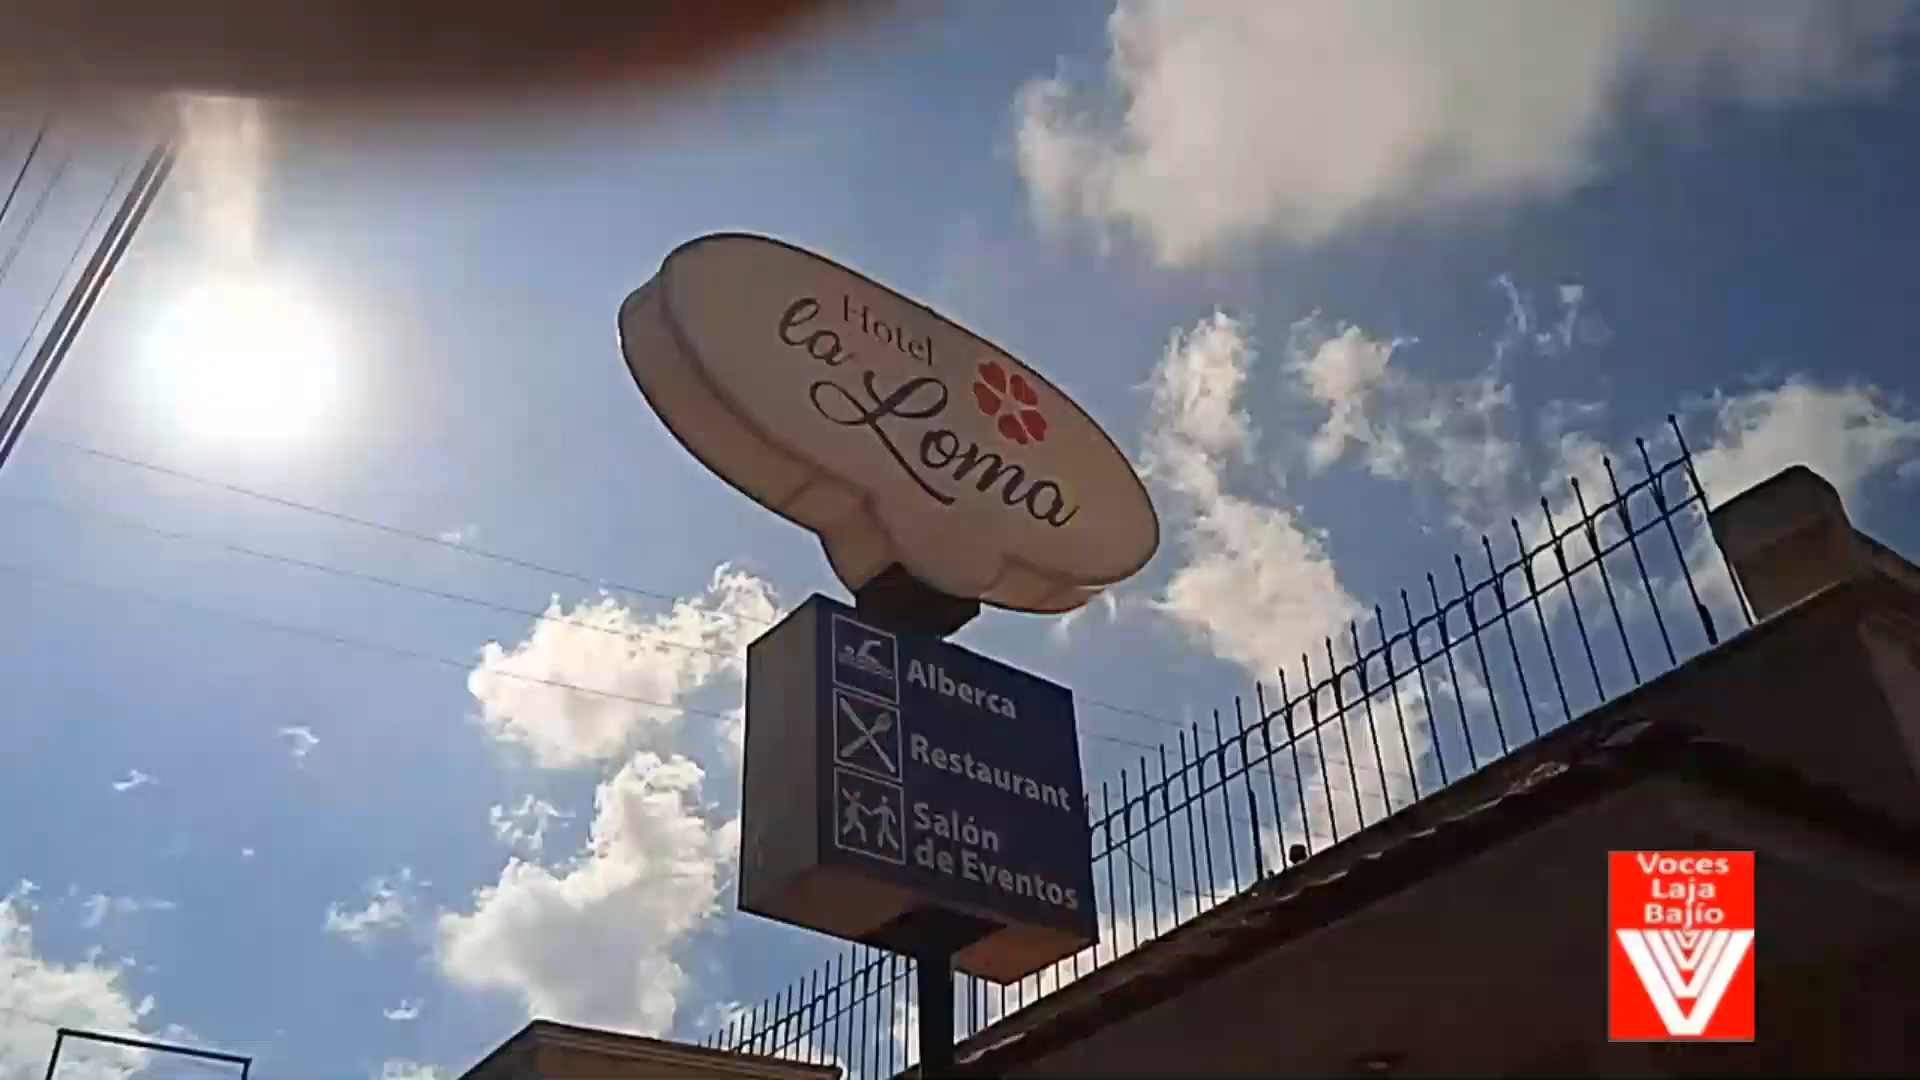 Hotel
la Loma
Alberca
Restaurant
Salón
de Eventos
Voces
Laja
Bajío